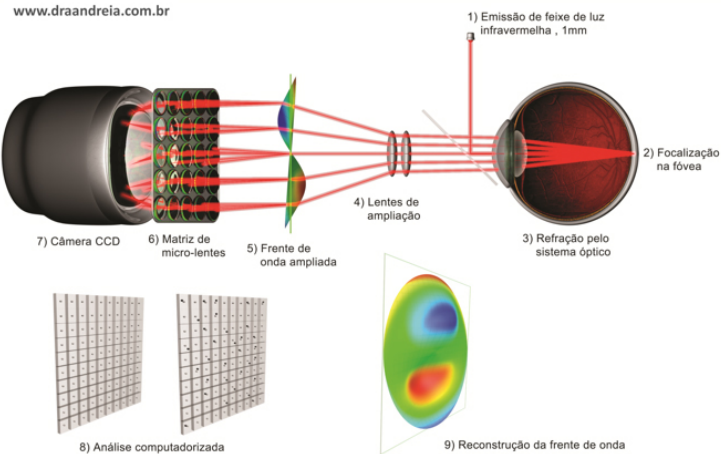 www.draandreia.com.br
1) Emissão de feixe de luz
infravermelha , 1mm
2) Focalização
na fóvea
3) Refração pelo
sistema óptico
4) Lentes de
ampliação
5) Frente de
onda ampliada
6) Matriz de
micro-lentes
7) Câmera CCD
8) Análise computadorizada
9) Reconstrução da frente de onda